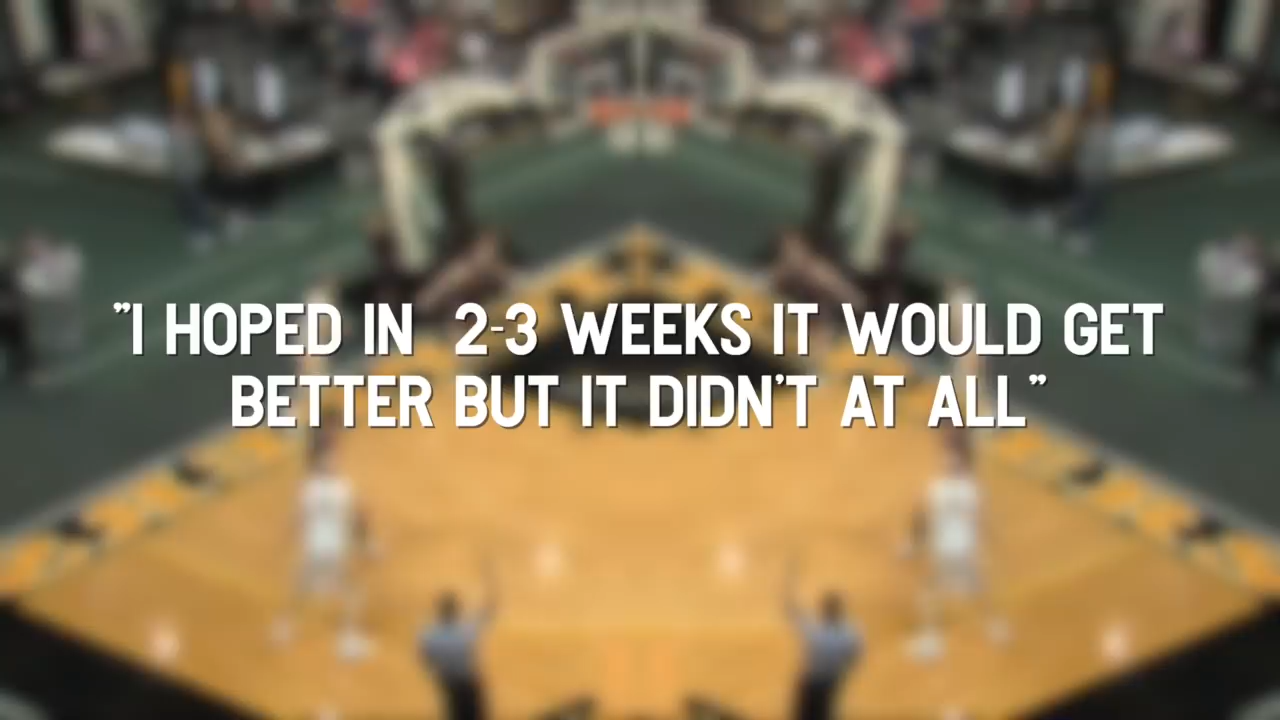 "I HOPED IN  2-3 WEEKS IT WOULD GET
BETTER BUT IT DIDN'T AT ALL"